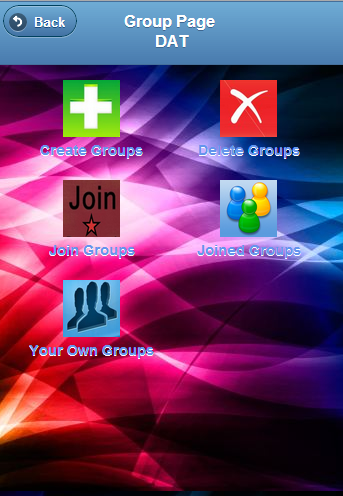 Back
Group Page
DAT
Create Groups
Delete Groups
Join
Join Groups
Joined Groups
Your Own Groups